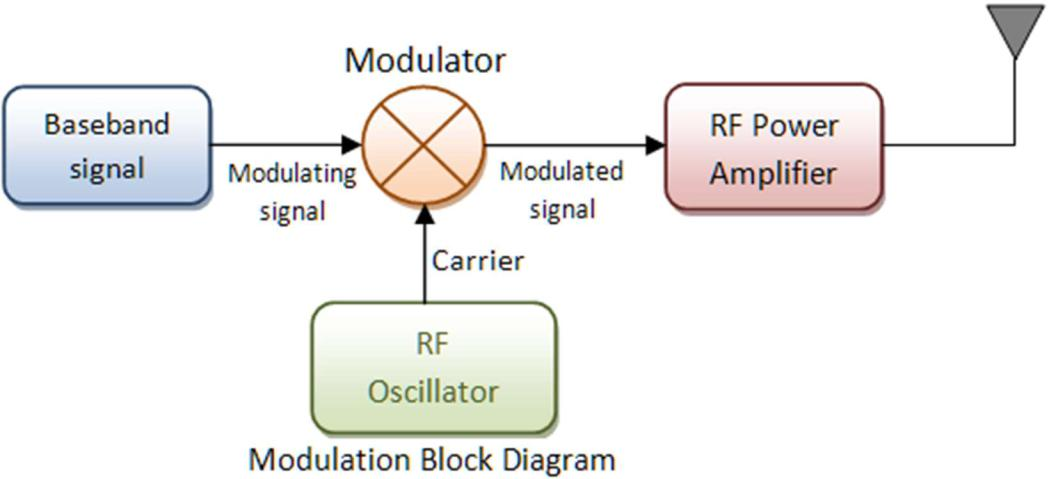 Modulator
Baseband
signal
Modulating
signal
Modulated
signal
RF Power
Amplifier
Carrier
RF
Oscillator
Modulation Block Diagram